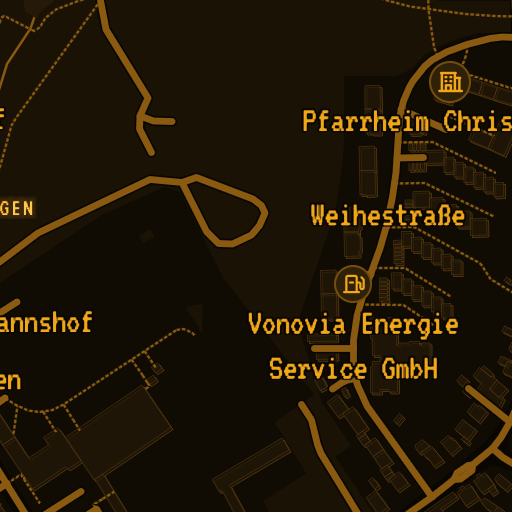 Pfarrheim Chris
GEN
Weihestraße
annshof
Vonovia Energie
Service GmbH
en